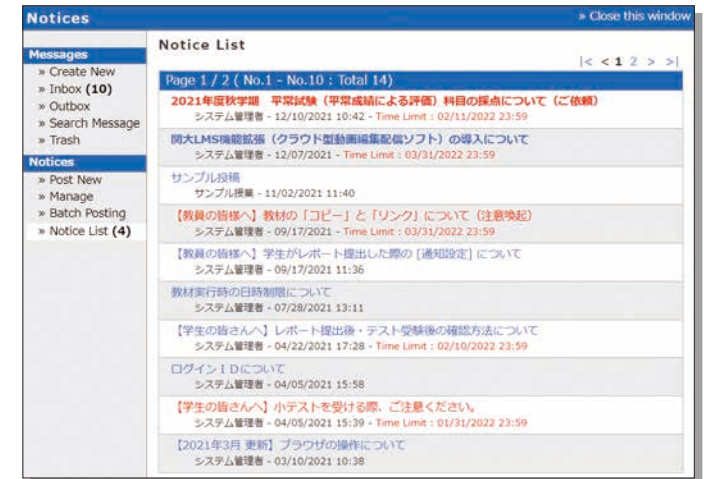 Notices
» Close this window
Messages
» Create New
» Inbox (10)
» Outbox
» Search Message
» Trash
Notices
» Post New
» Manage
» Batch Posting
» Notice List (4)
Notice List
|< < 1 2 > >|
Page 1 / 2 ( No.1 - No.10 : Total 14)
2021年度秋学期 平常試験（平常成績による評価）科目の採点について（ご依頼）
システム管理者 - 12/10/2021 10:42 - Time Limit : 02/11/2022 23:59
関大LMS機能拡張（クラウド型動画編集配信ソフト）の導入について
システム管理者 - 12/07/2021 - Time Limit : 03/31/2022 23:59
サンプル投稿
サンプル授業 - 11/02/2021 11:40
【教員の皆様へ】教材の「コピー」と「リンク」について（注意喚起）
システム管理者 - 09/17/2021 - Time Limit : 03/31/2022 23:59
【教員の皆様へ】学生がレポート提出した際の [通知設定] について
システム管理者 - 09/17/2021 11:36
教材実行時の日時制限について
システム管理者 - 07/28/2021 13:11
【学生の皆さんへ】レポート提出後・テスト受験後の確認方法について
システム管理者 - 04/22/2021 17:28 - Time Limit : 02/10/2022 23:59
ログインＩＤについて
システム管理者 - 04/05/2021 15:58
【学生の皆さんへ】小テストを受ける際、ご注意ください。
システム管理者 - 04/05/2021 15:39 - Time Limit : 01/31/2022 23:59
【2021年3月 更新】ブラウザの操作について
システム管理者 - 03/10/2021 10:38